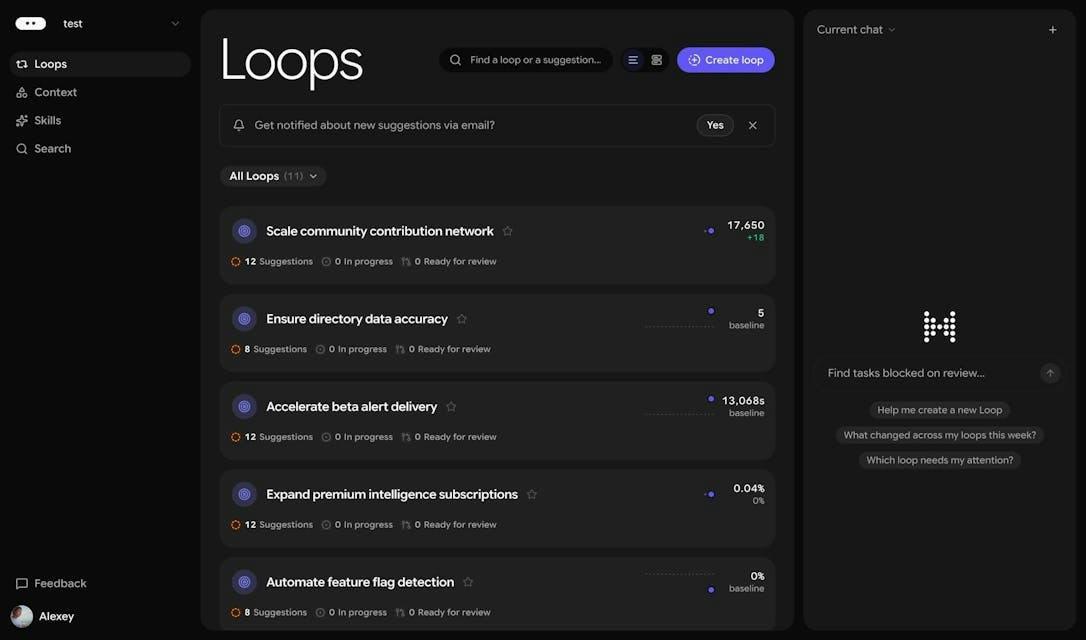 test
Loops
Context
Skills
Search
Feedback
Alexey
Loops
Find a loop or a suggestion...
Create loop
Get notified about new suggestions via email?
Yes
All Loops (11)
Scale community contribution network
17,650
+18
12 Suggestions 0 In progress 0 Ready for review
Ensure directory data accuracy
5
baseline
8 Suggestions 0 In progress 0 Ready for review
Accelerate beta alert delivery
13,068s
baseline
12 Suggestions 0 In progress 0 Ready for review
Expand premium intelligence subscriptions
0.04%
0%
12 Suggestions 0 In progress 0 Ready for review
Automate feature flag detection
0%
baseline
8 Suggestions 0 In progress 0 Ready for review
Current chat
Find tasks blocked on review...
Help me create a new Loop
What changed across my loops this week?
Which loop needs my attention?